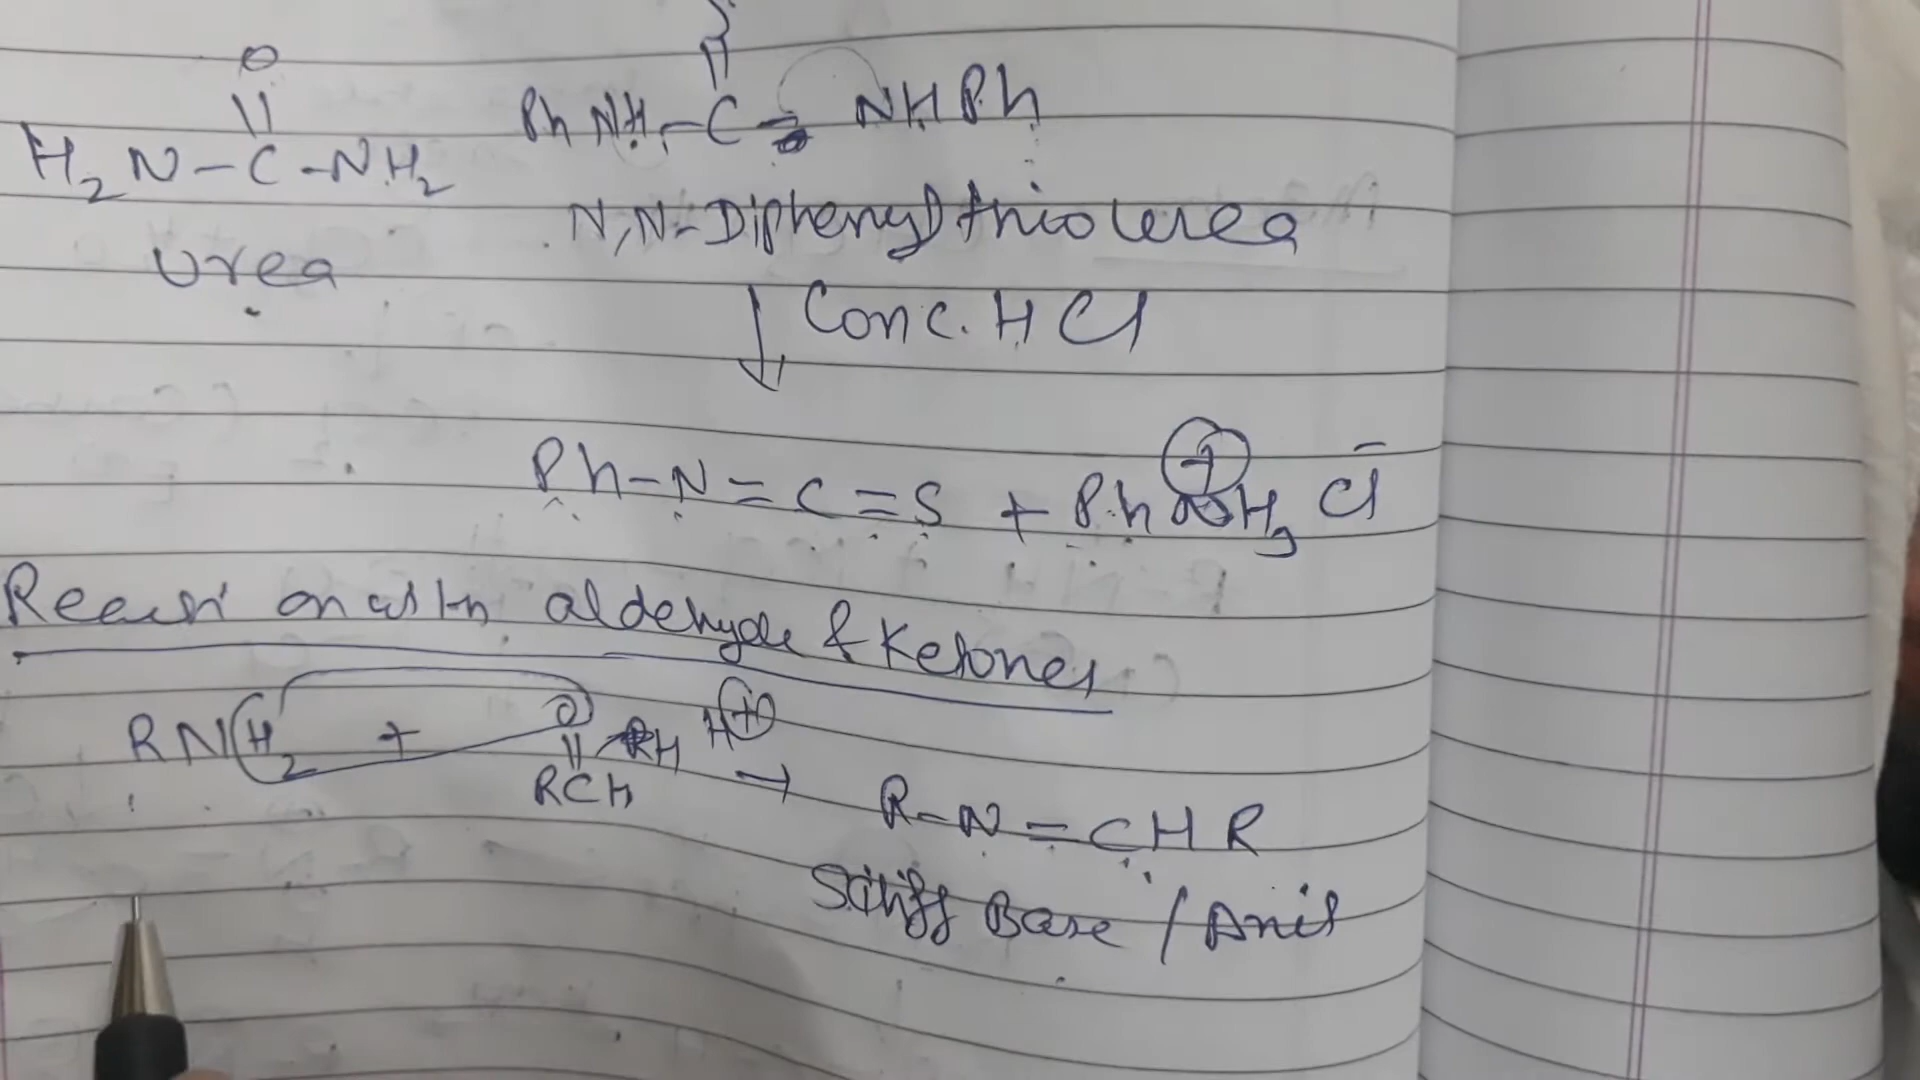 O
||
H₂N-C-NH₂
Urea
S
||
PhNH-C-NHPh
N,N-Diphenyl thiourea
↓ Conc. HCl
Ph-N=C=S + PhNH₃ Cl⁻
⊕
Reaction with aldehyde & Ketones
RNH₂ + O H⊕
|| RH
RCH → R-N=CHR
Schiff Base / Anil